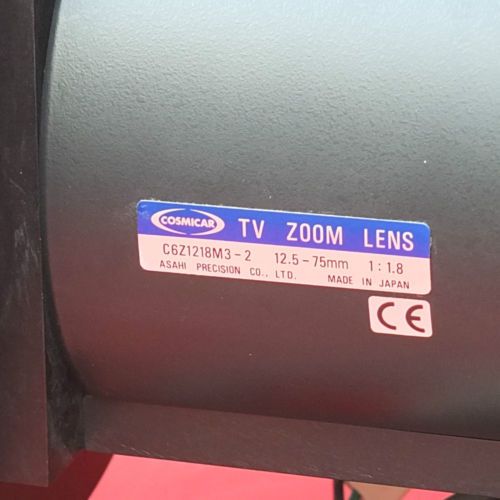 COSMICAR TV ZOOM LENS
C6Z1218M3-2 12.5-75mm 1:1.8
ASAHI PRECISION CO., LTD. MADE IN JAPAN
CE